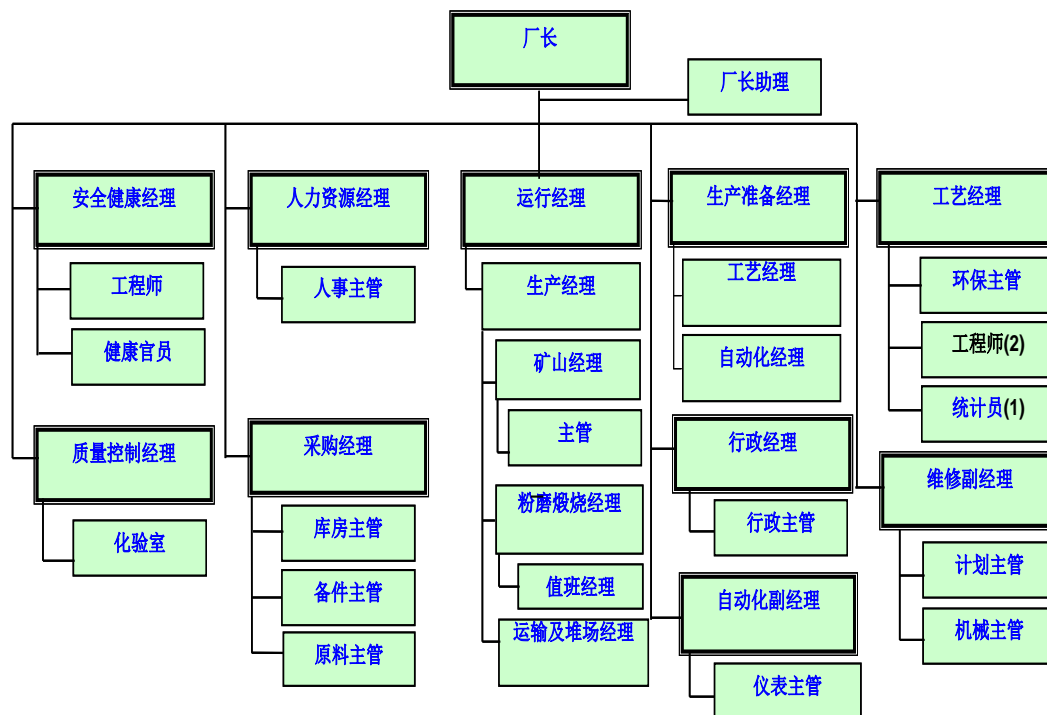 厂长
厂长助理
安全健康经理
人力资源经理
运行经理
生产准备经理
工艺经理
工程师
健康官员
人事主管
生产经理
工艺经理
环保主管
矿山经理
自动化经理
工程师(2)
主管
统计员(1)
质量控制经理
采购经理
行政经理
维修副经理
化验室
库房主管
粉磨煅烧经理
行政主管
计划主管
备件主管
值班经理
自动化副经理
机械主管
原料主管
运输及堆场经理
仪表主管